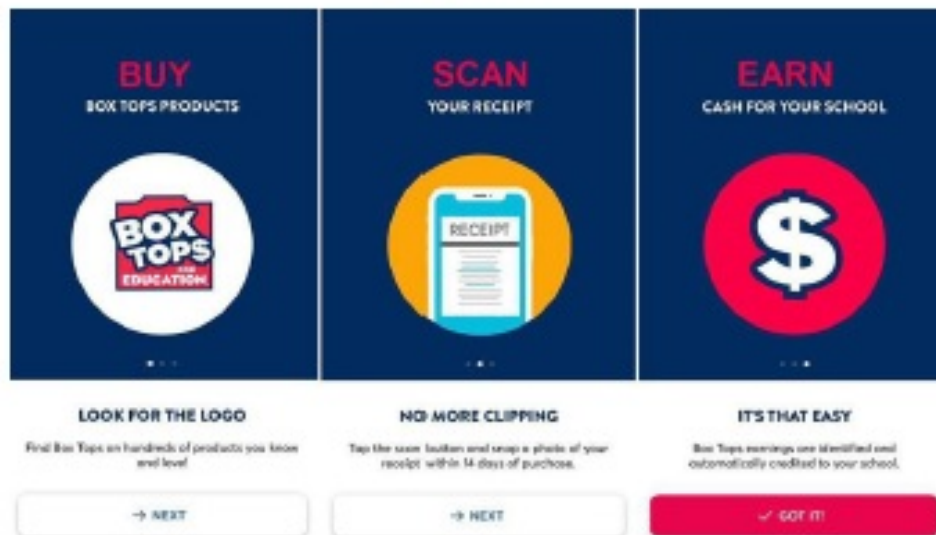 BUY
BOX TOPS PRODUCTS
BOX
TOPS
FOR
EDUCATION
LOOK FOR THE LOGO
Find Box Tops on hundreds of products you know
and love!
→ NEXT
SCAN
YOUR RECEIPT
RECEIPT
NO MORE CLIPPING
Tap the scan button and snap a photo of your
receipt within 14 days of purchase.
→ NEXT
EARN
CASH FOR YOUR SCHOOL
$
IT'S THAT EASY
Box Tops earnings are identified and
automatically credited to your school.
✓ GOT IT!